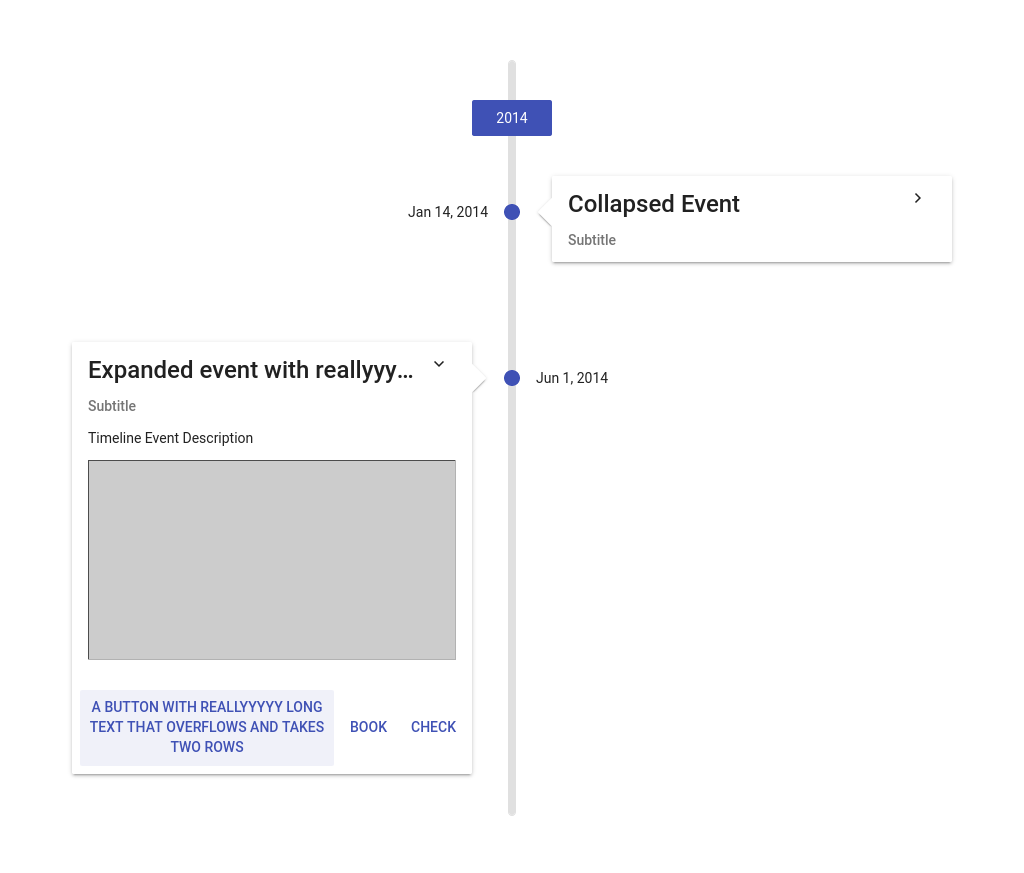 2014
Jan 14, 2014
Collapsed Event
Subtitle
Expanded event with reallyyy…
Jun 1, 2014
Subtitle
Timeline Event Description
A BUTTON WITH REALLYYYYY LONG
TEXT THAT OVERFLOWS AND TAKES
TWO ROWS
BOOK
CHECK